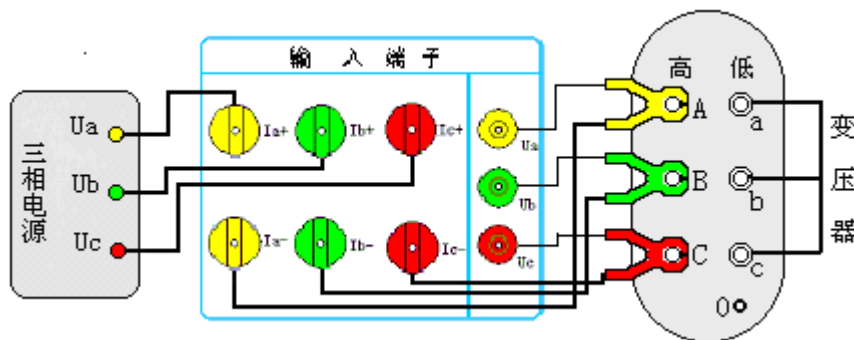 输入端子
高 低
三相电源
Ua
Ub
Uc
Ia+ Ib+ Ic+
Ua
Ub
Uc
Ia- Ib- Ic-
A a
B b
C c
0
变压器